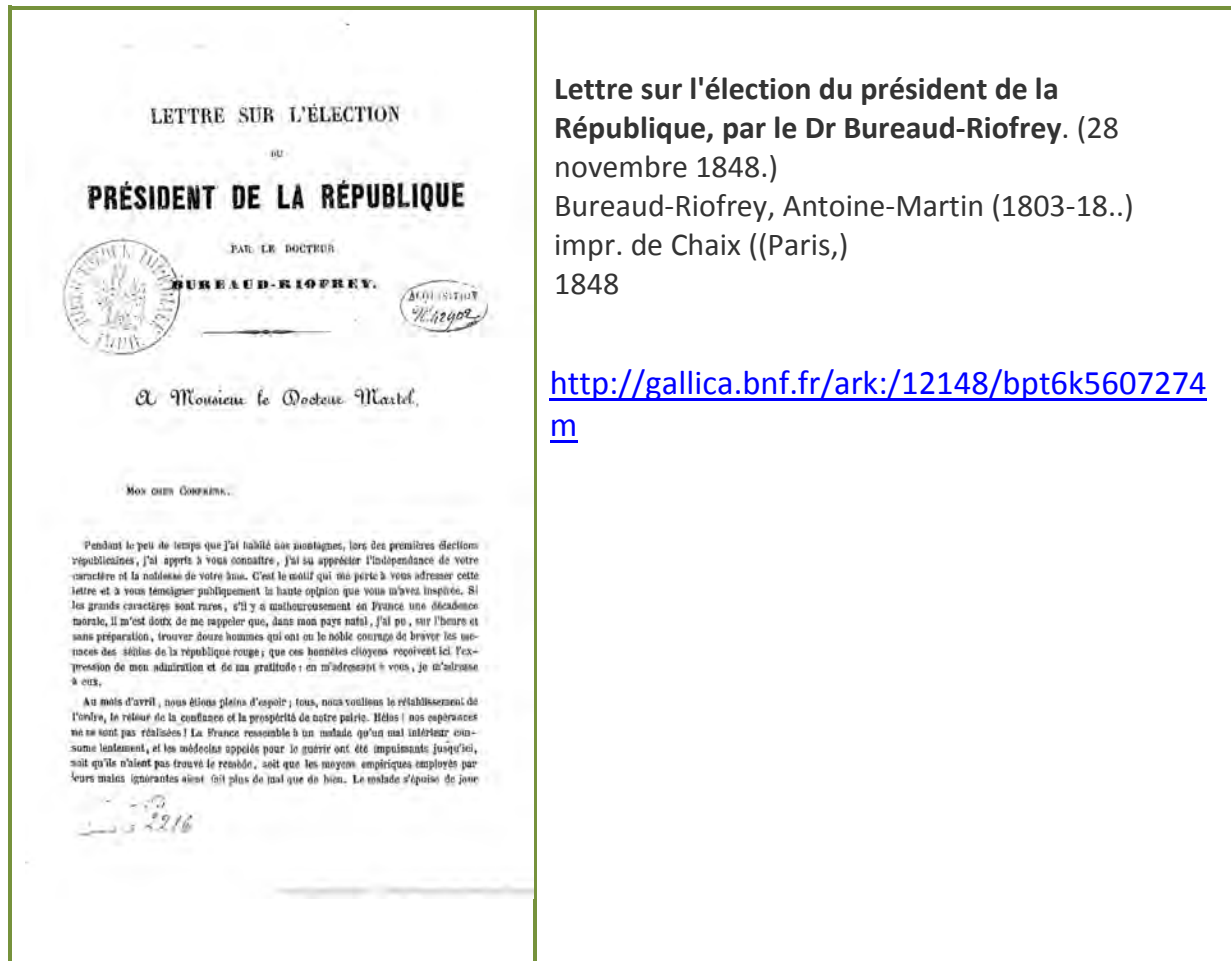 LETTRE SUR L'ÉLECTION
DU
PRÉSIDENT DE LA RÉPUBLIQUE
PAR LE DOCTEUR
BUREAUD-RIOFREY.
ACQUISITION
42902
A Monsieur le Docteur Martel.
MON CHER CONFRÈRE.
Pendant le peu de temps que j'ai habité nos montagnes, lors des premières élections
républicaines, j'ai appris à vous connaître, j'ai su apprécier l'indépendance de votre
caractère et la noblesse de votre âme. C'est le motif qui me porte à vous adresser cette
lettre et à vous témoigner publiquement la haute opinion que vous m'avez inspirée. Si
les grands caractères sont rares, s'il y a malheureusement en France une décadence
morale, il m'est doux de me rappeler que, dans mon pays natal, j'ai pu, sur l'heure et
sans préparation, trouver douze hommes qui ont eu le noble courage de braver les me-
naces des séides de la république rouge; que ces honnêtes citoyens reçoivent ici l'ex-
pression de mon admiration et de ma gratitude: en m'adressant à vous, je m'adresse
à eux.
Au mois d'avril, nous étions pleins d'espoir; tous, nous voulions le rétablissement de
l'ordre, le retour de la confiance et la prospérité de notre patrie. Hélas! nos espérances
ne se sont pas réalisées! La France ressemble à un malade qu'un mal intérieur con-
sume lentement, et les médecins appelés pour le guérir ont été impuissants jusqu'ici,
soit qu'ils n'aient pas trouvé le remède, soit que les moyens empiriques employés par
leurs mains ignorantes aient fait plus de mal que de bien. Le malade s'épuise de jour
2216
Lettre sur l'élection du président de la
République, par le Dr Bureaud-Riofrey. (28
novembre 1848.)
Bureaud-Riofrey, Antoine-Martin (1803-18..)
impr. de Chaix ((Paris,)
1848
http://gallica.bnf.fr/ark:/12148/bpt6k5607274
m